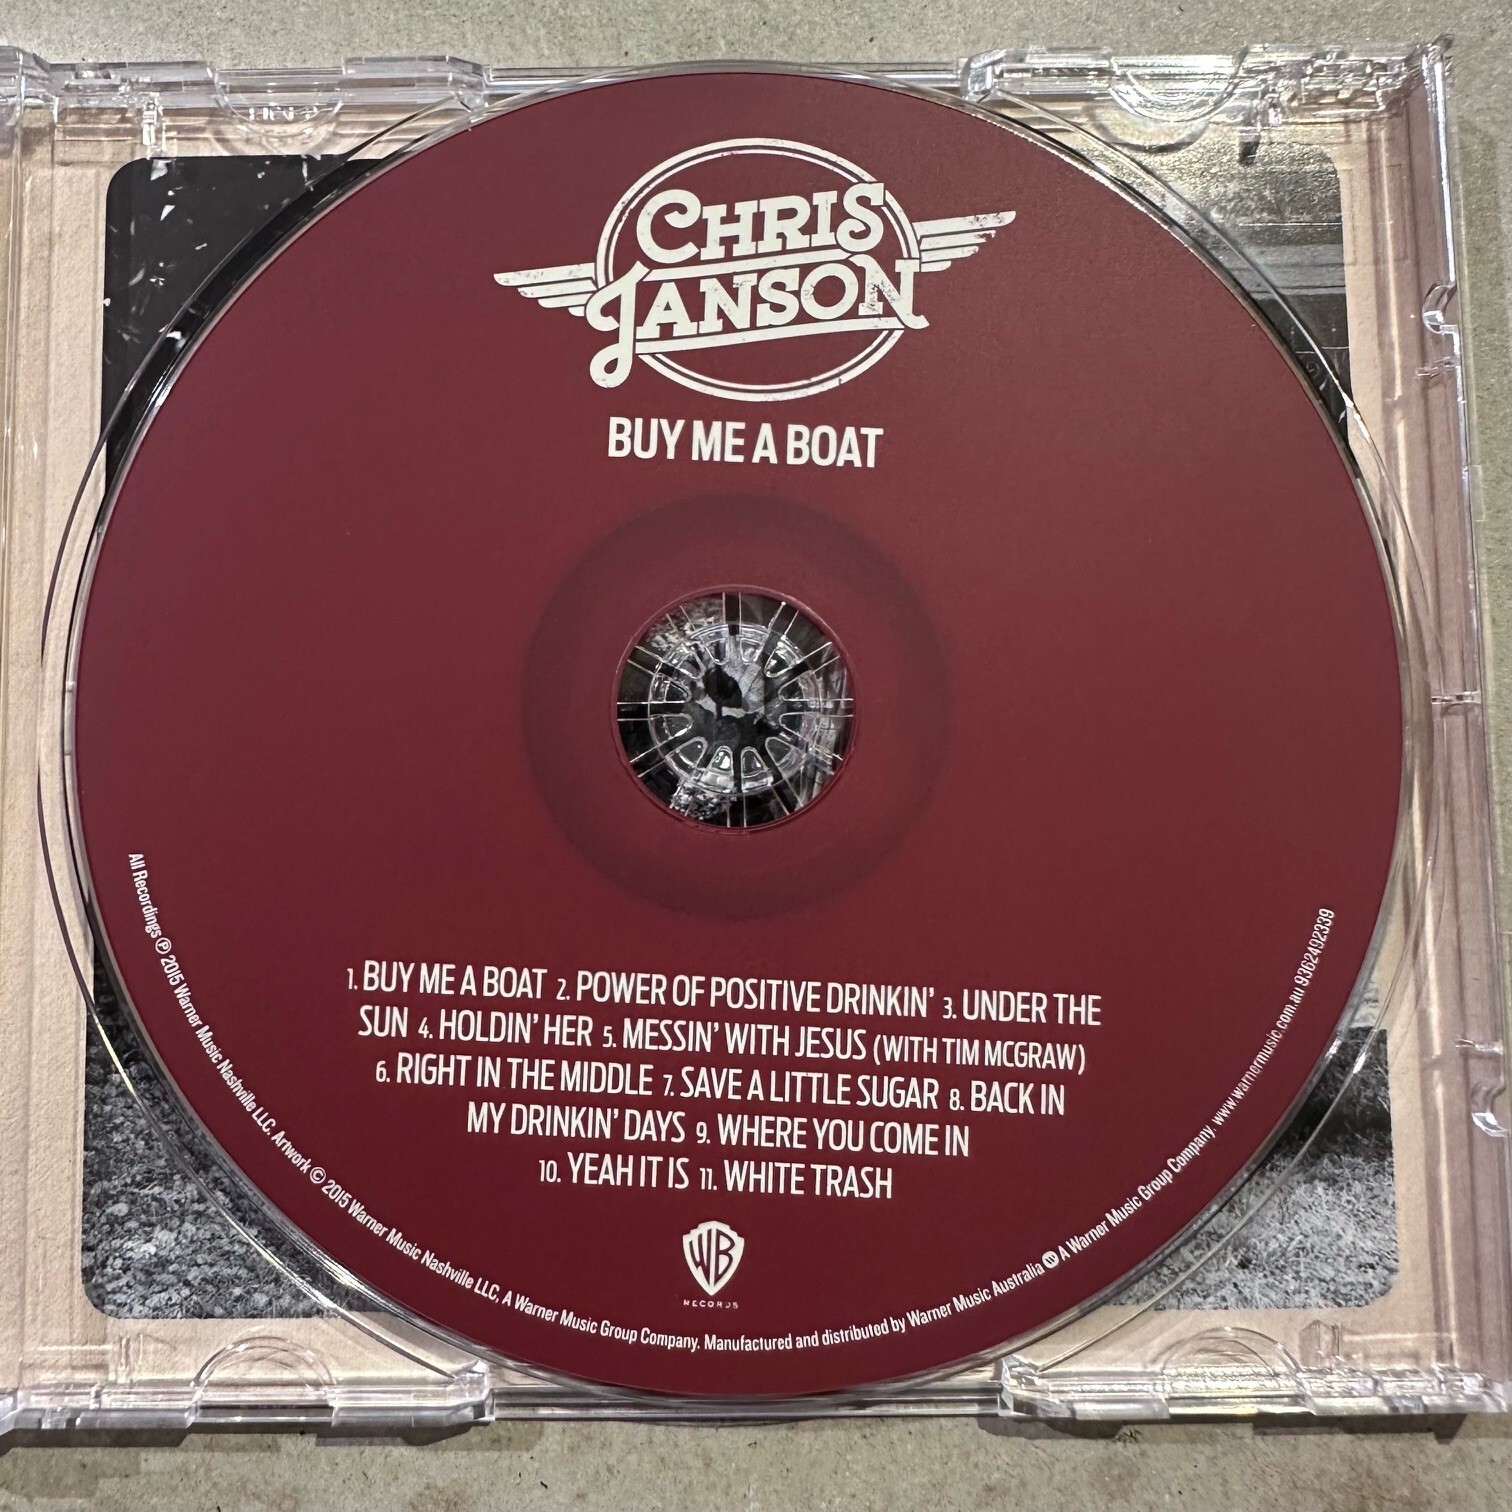 CHRIS
JANSON
BUY ME A BOAT
1. BUY ME A BOAT 2. POWER OF POSITIVE DRINKIN' 3. UNDER THE
SUN 4. HOLDIN' HER 5. MESSIN' WITH JESUS (WITH TIM MCGRAW)
6. RIGHT IN THE MIDDLE 7. SAVE A LITTLE SUGAR 8. BACK IN
MY DRINKIN' DAYS 9. WHERE YOU COME IN
10. YEAH IT IS 11. WHITE TRASH
WB
RECORDS
All Recordings ℗ 2015 Warner Music Nashville LLC. Artwork © 2015 Warner Music Nashville LLC, A Warner Music Group Company. Manufactured and distributed by Warner Music Australia A Warner Music Group Company. www.warnermusic.com.au 9362492339